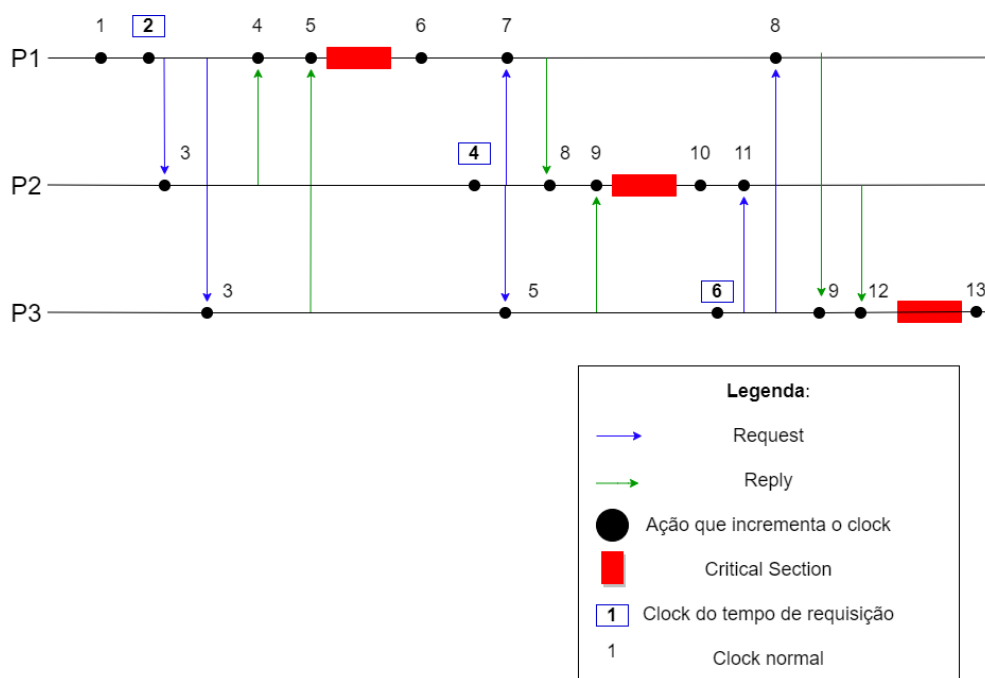 1 2 4 5 6 7 8
P1
3 4 8 9 10 11
P2
3 5 6 9 12 13
P3
Legenda:
Request
Reply
Ação que incrementa o clock
Critical Section
1 Clock do tempo de requisição
1 Clock normal